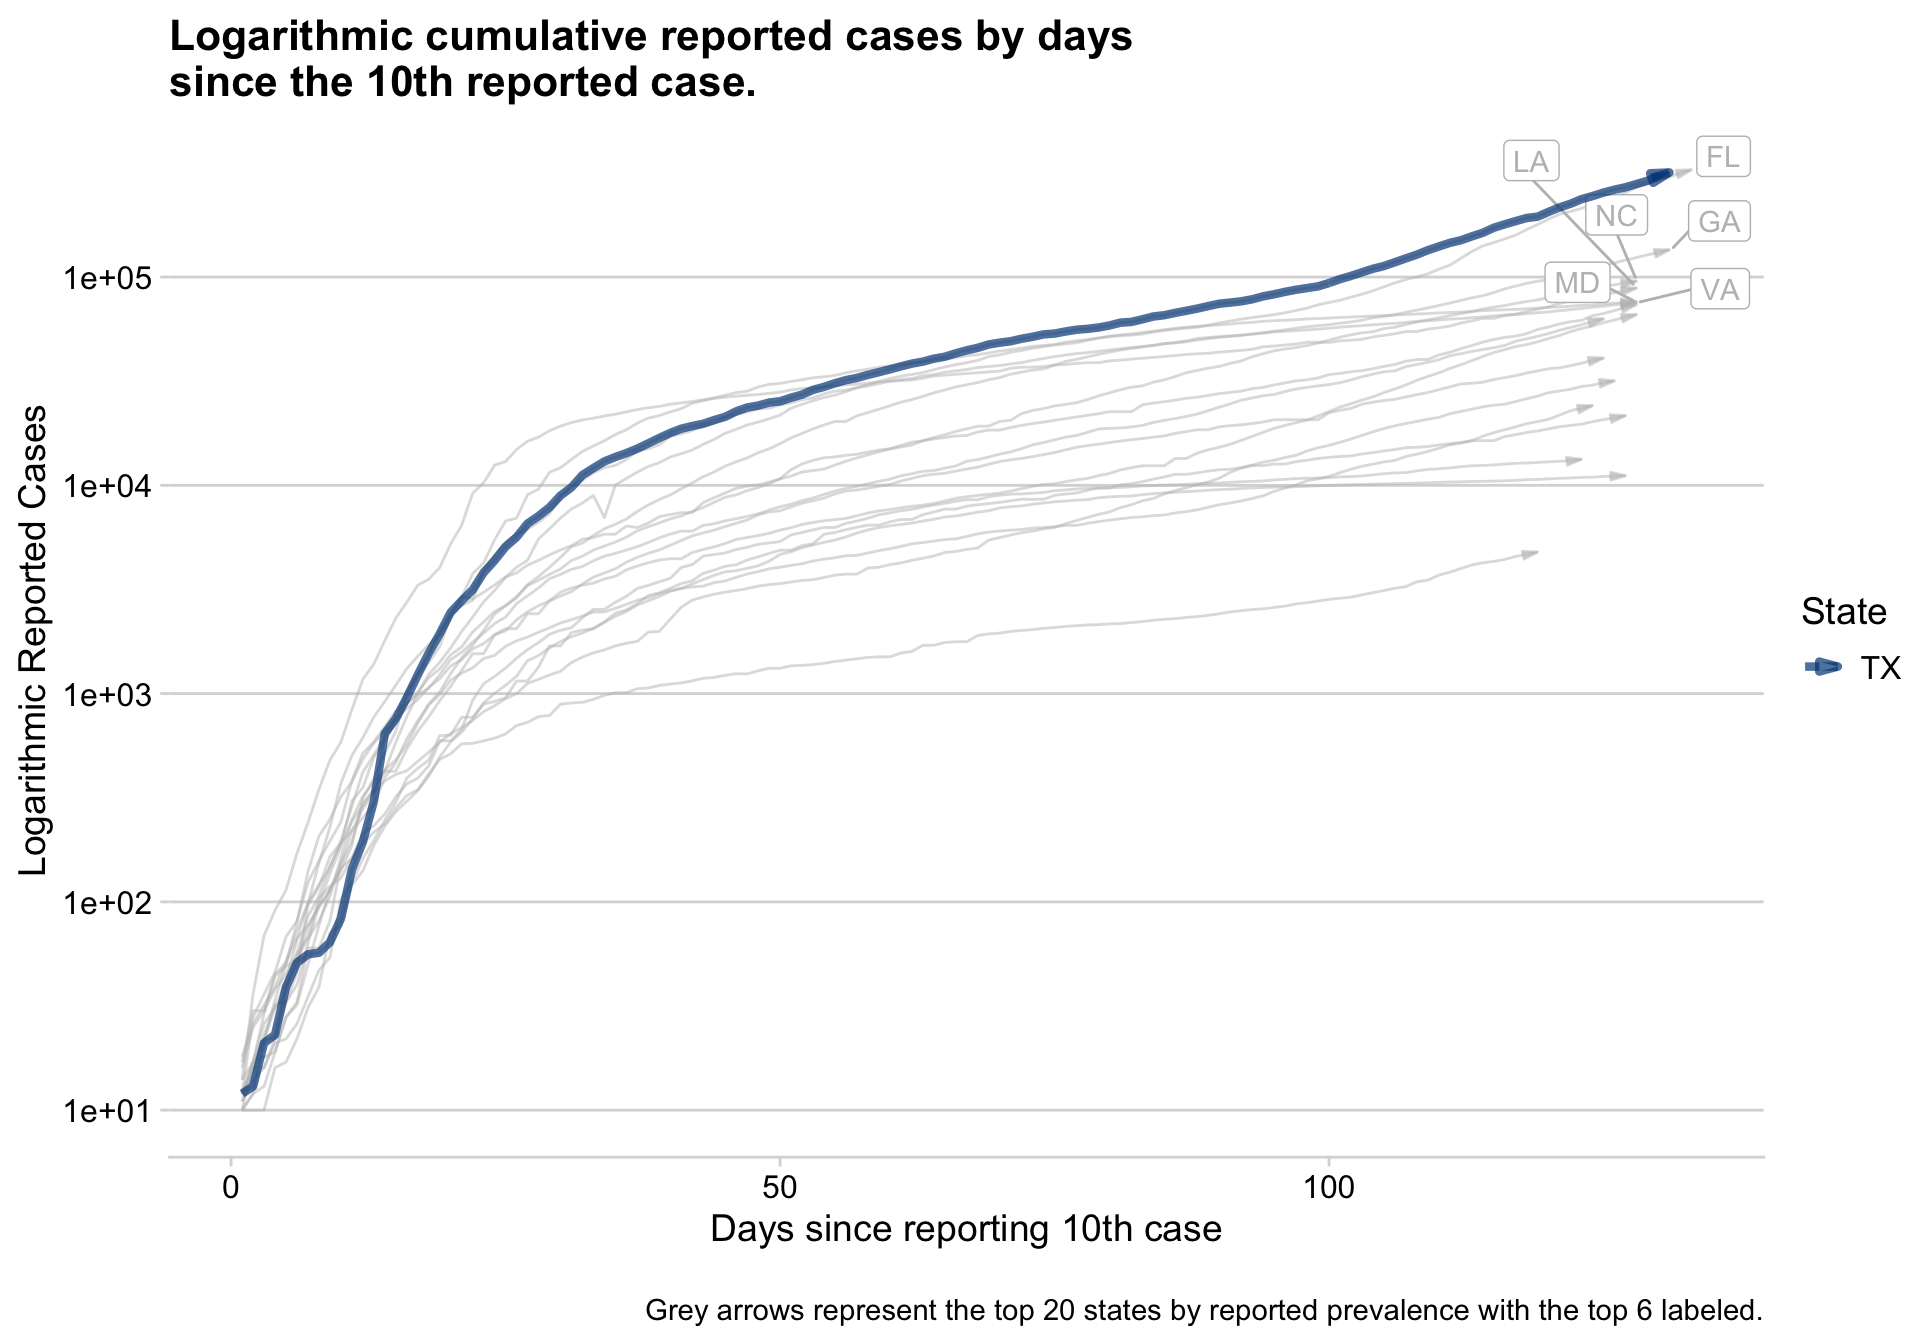 Logarithmic cumulative reported cases by days
since the 10th reported case.
LA
FL
NC
GA
MD
VA
1e+05
1e+04
1e+03
1e+02
1e+01
Logarithmic Reported Cases
0
50
100
Days since reporting 10th case
State
TX
Grey arrows represent the top 20 states by reported prevalence with the top 6 labeled.